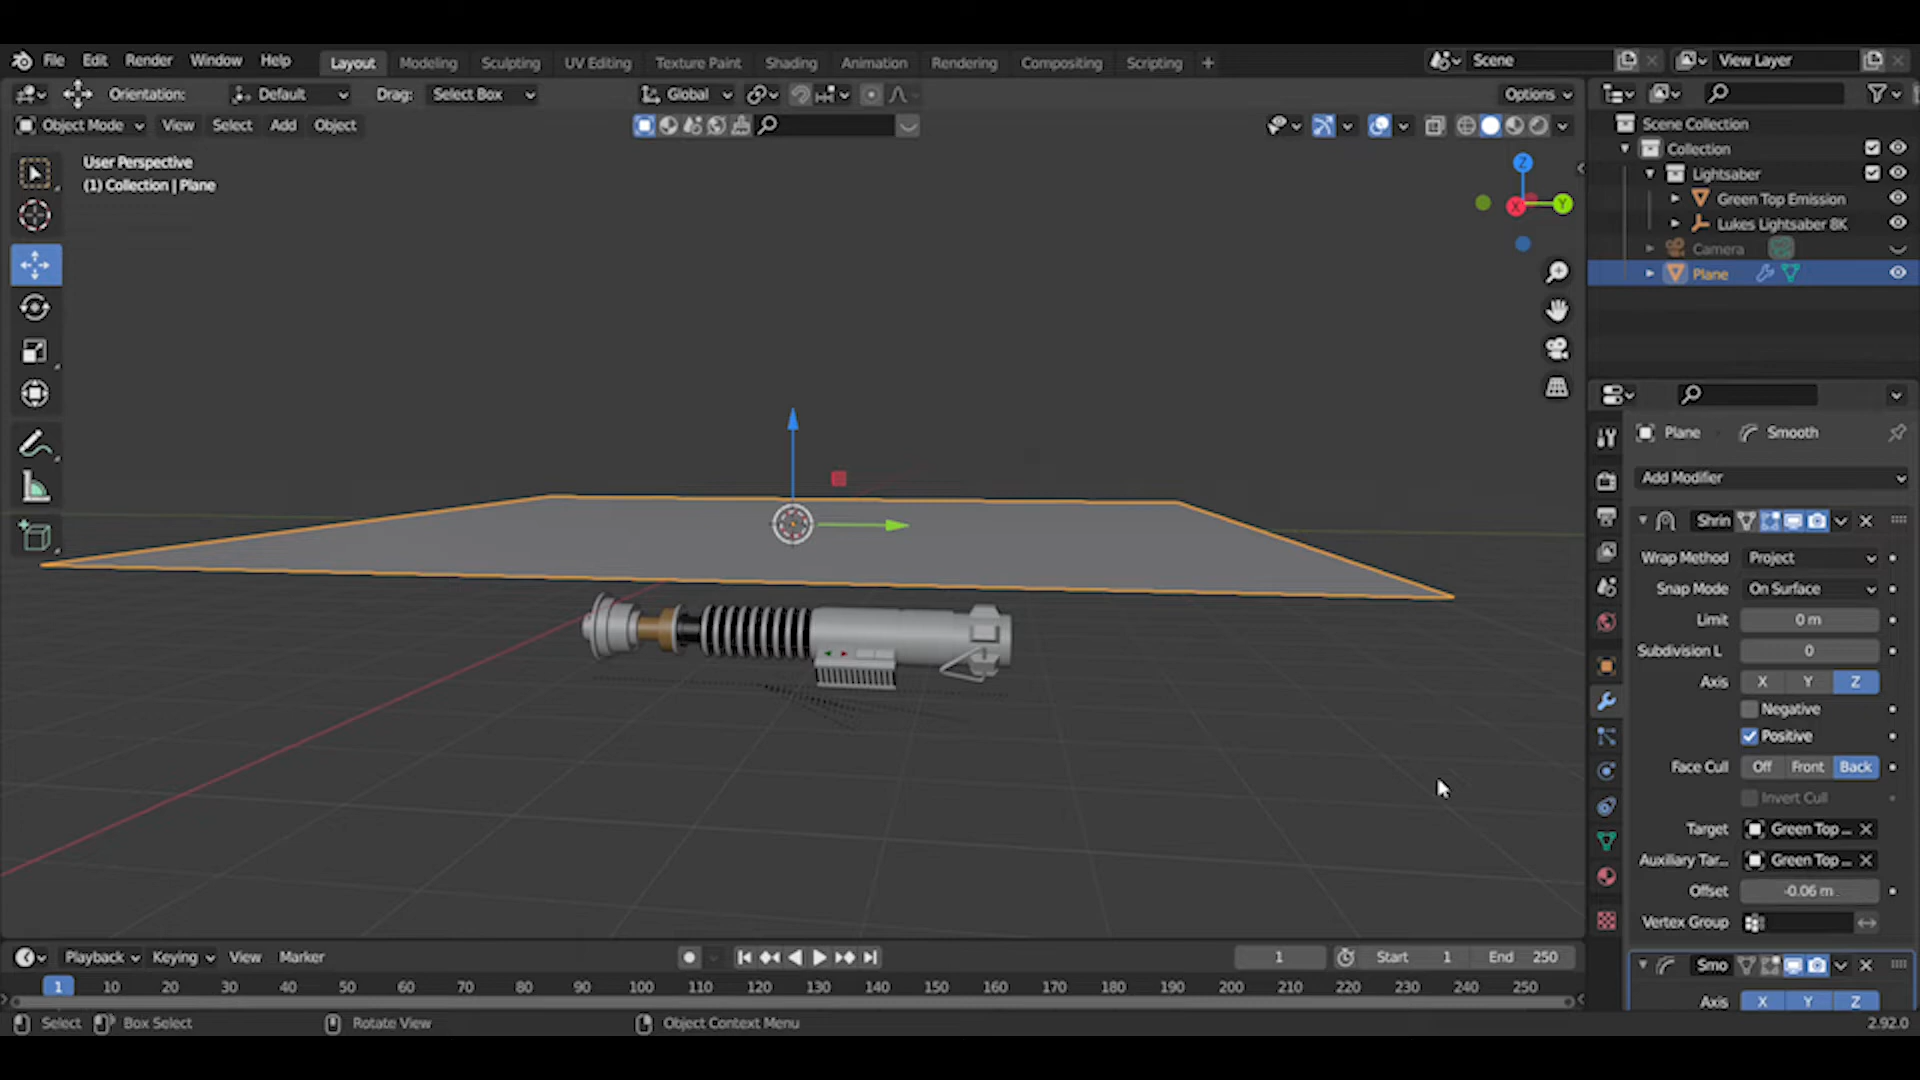 File Edit Render Window Help Layout Modeling Sculpting UV Editing Texture Paint Shading Animation Rendering Compositing Scripting + Scene View Layer
Orientation: Default Drag: Select Box Global Options
Object Mode View Select Add Object
User Perspective
(1) Collection | Plane
Z
X
Y
Scene Collection
Collection
Lightsaber
Green Top Emission
Lukes Lightsaber 8K
Camera
Plane
Plane Smooth
Add Modifier
Shrin
Wrap Method Project
Snap Mode On Surface
Limit 0 m
Subdivision L 0
Axis X Y Z
Negative
Positive
Face Cull Off Front Back
Invert Cull
Target Green Top ...
Auxiliary Tar... Green Top ...
Offset -0.06 m
Vertex Group
Smo
Axis X Y Z
Playback Keying View Marker 1 Start 1 End 250
1 10 20 30 40 50 60 70 80 90 100 110 120 130 140 150 160 170 180 190 200 210 220 230 240 250
Select Box Select Rotate View Object Context Menu 2.92.0